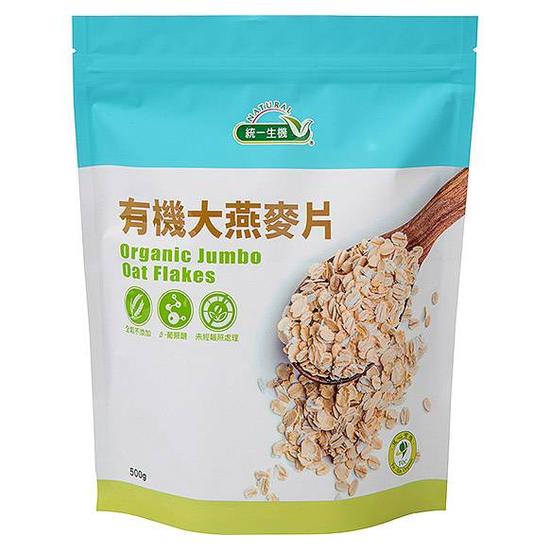 NATURAL
統一生機
®
有機大燕麥片
Organic Jumbo
Oat Flakes
全穀不添加
β-葡聚醣
未經輻照處理
500g